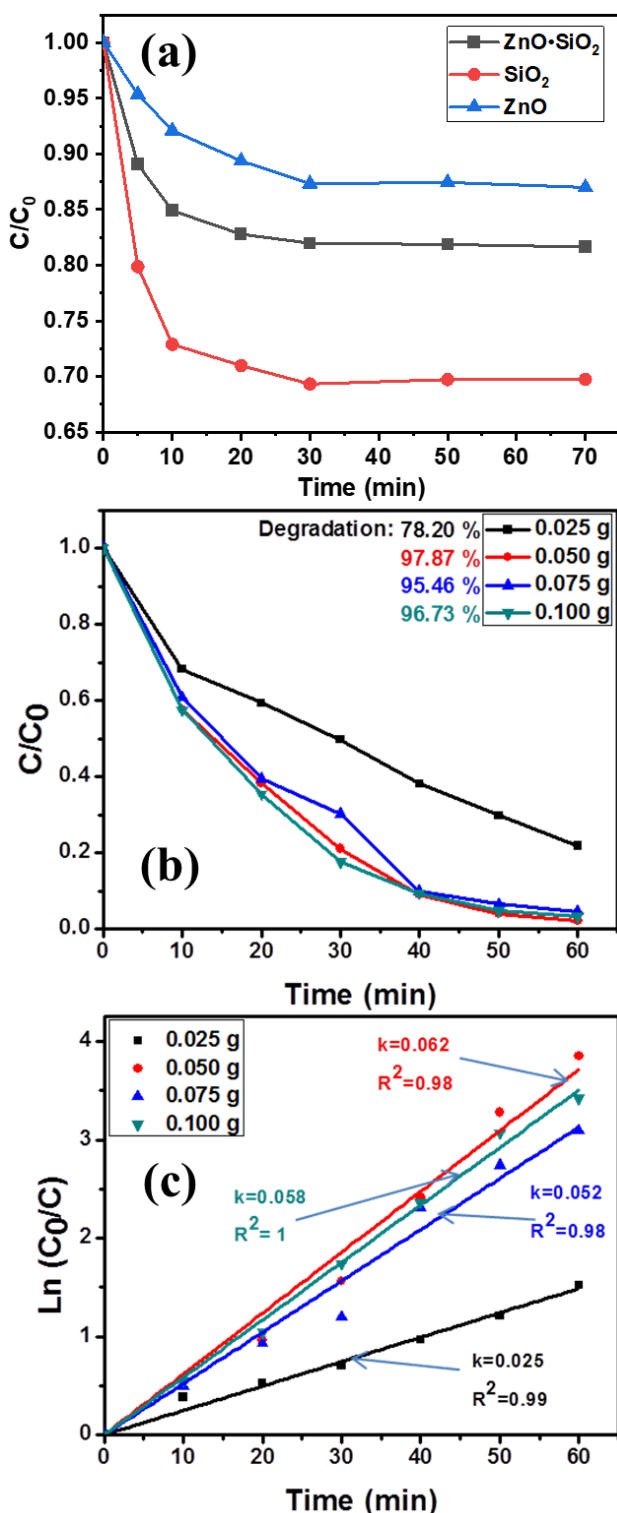 (a)
ZnO•SiO₂
SiO₂
ZnO
1.00
0.95
0.90
0.85
0.80
0.75
0.70
0.65
C/C₀
0 10 20 30 40 50 60 70
Time (min)
Degradation: 78.20 % 0.025 g
97.87 % 0.050 g
95.46 % 0.075 g
96.73 % 0.100 g
1.0
0.8
0.6
0.4
0.2
0.0
C/C₀
(b)
0 10 20 30 40 50 60
Time (min)
0.025 g
0.050 g
0.075 g
0.100 g
k=0.062
R²=0.98
(c)
k=0.058
R²= 1
k=0.052
R²=0.98
k=0.025
R²=0.99
4
3
2
1
0
Ln (C₀/C)
0 10 20 30 40 50 60
Time (min)